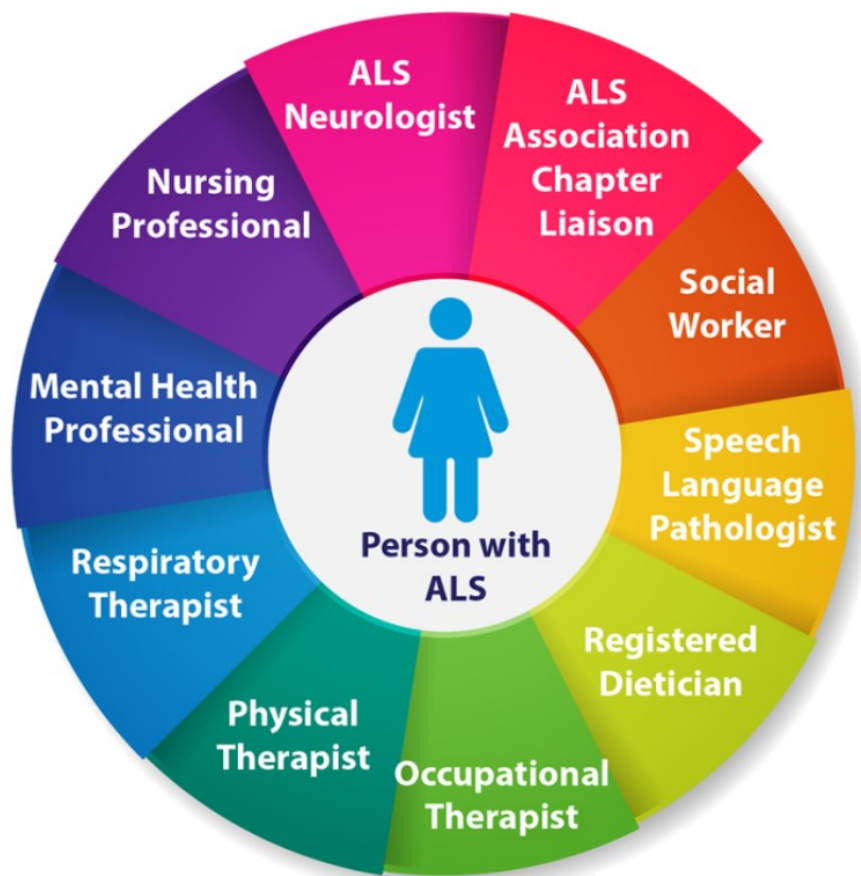 ALS
Neurologist
ALS
Association
Chapter
Liaison
Social
Worker
Speech
Language
Pathologist
Registered
Dietician
Occupational
Therapist
Physical
Therapist
Respiratory
Therapist
Mental Health
Professional
Nursing
Professional
Person with
ALS